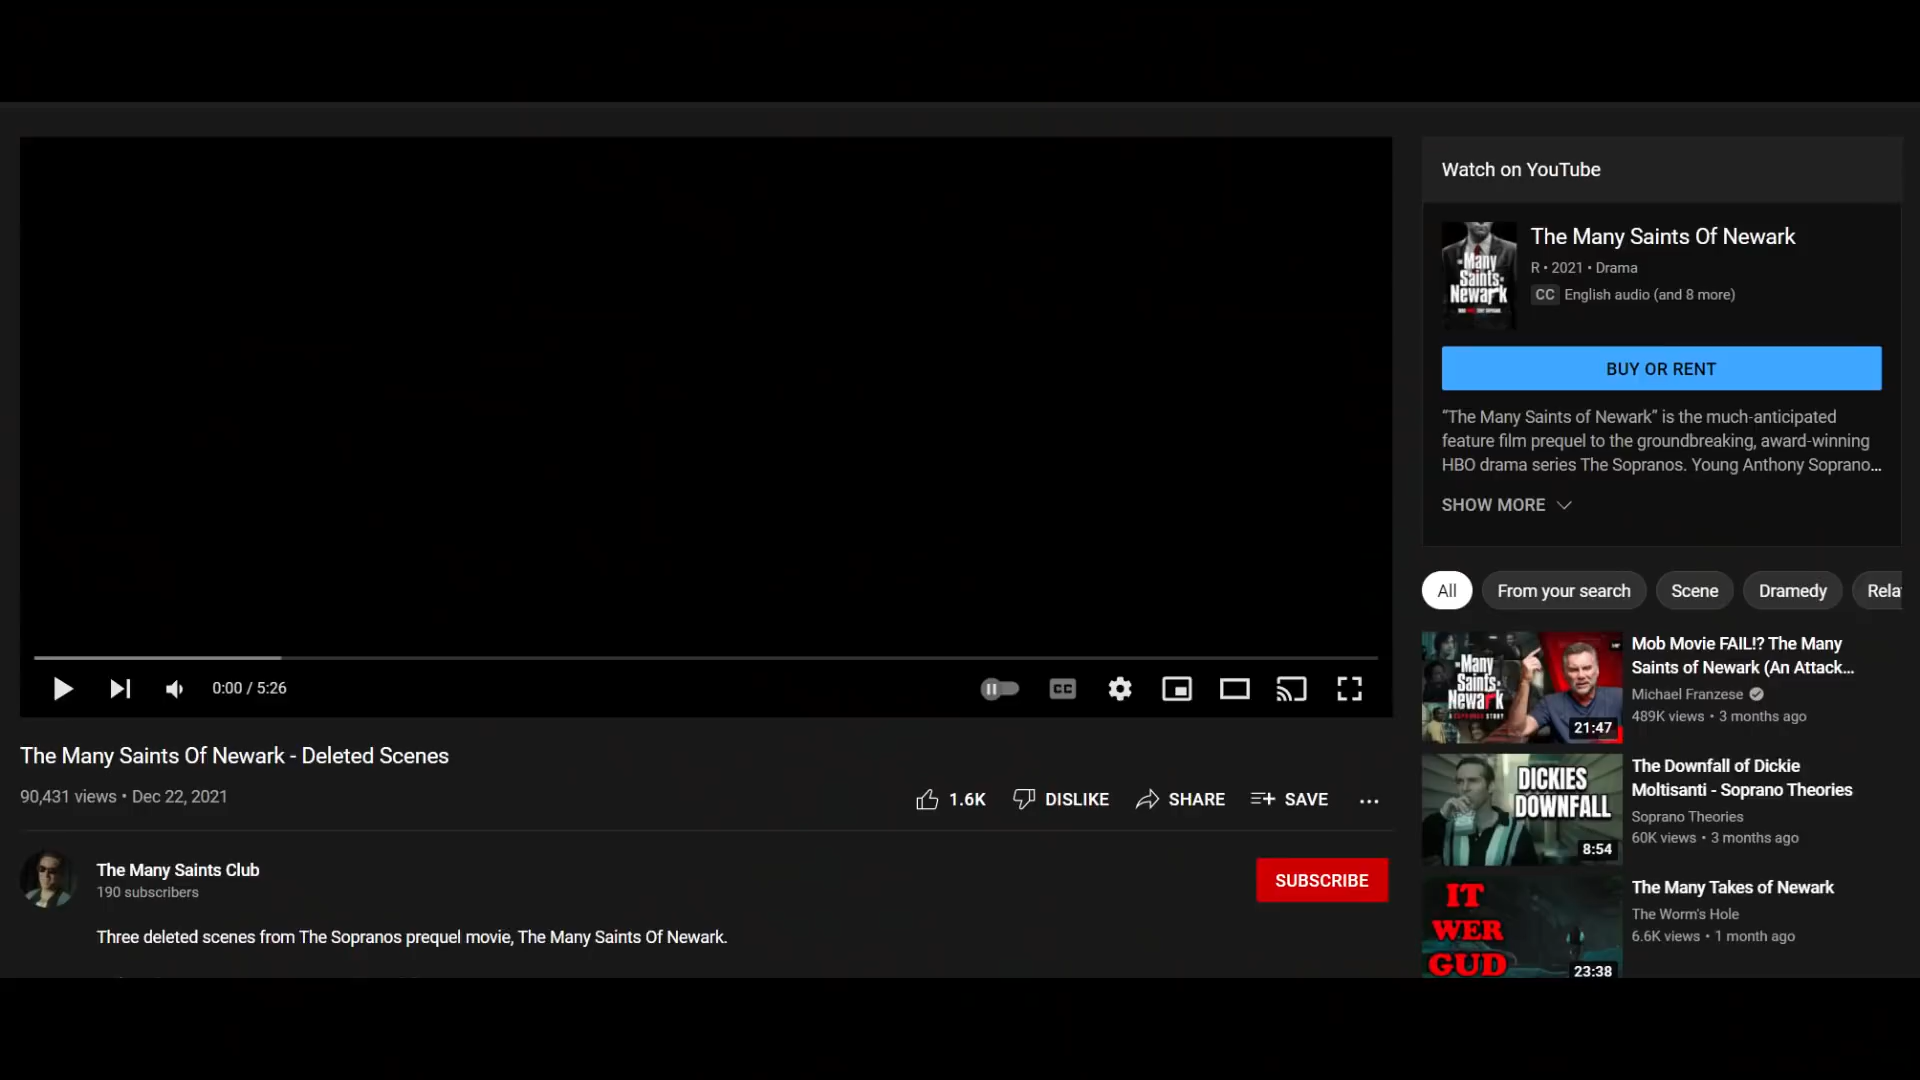 0:00 / 5:26
CC
The Many Saints Of Newark - Deleted Scenes
90,431 views • Dec 22, 2021
1.6K
DISLIKE
SHARE
SAVE
The Many Saints Club
190 subscribers
SUBSCRIBE
Three deleted scenes from The Sopranos prequel movie, The Many Saints Of Newark.
Watch on YouTube
Many
Saints
Newark
The Many Saints Of Newark
R • 2021 • Drama
CC English audio (and 8 more)
BUY OR RENT
“The Many Saints of Newark” is the much-anticipated
feature film prequel to the groundbreaking, award-winning
HBO drama series The Sopranos. Young Anthony Soprano...
SHOW MORE
All
From your search
Scene
Dramedy
Rela
Many
Saints
Newark
21:47
Mob Movie FAIL!? The Many
Saints of Newark (An Attack...
Michael Franzese
489K views • 3 months ago
DICKIES
DOWNFALL
8:54
The Downfall of Dickie
Moltisanti - Soprano Theories
Soprano Theories
60K views • 3 months ago
IT
WER
GUD
23:38
The Many Takes of Newark
The Worm's Hole
6.6K views • 1 month ago